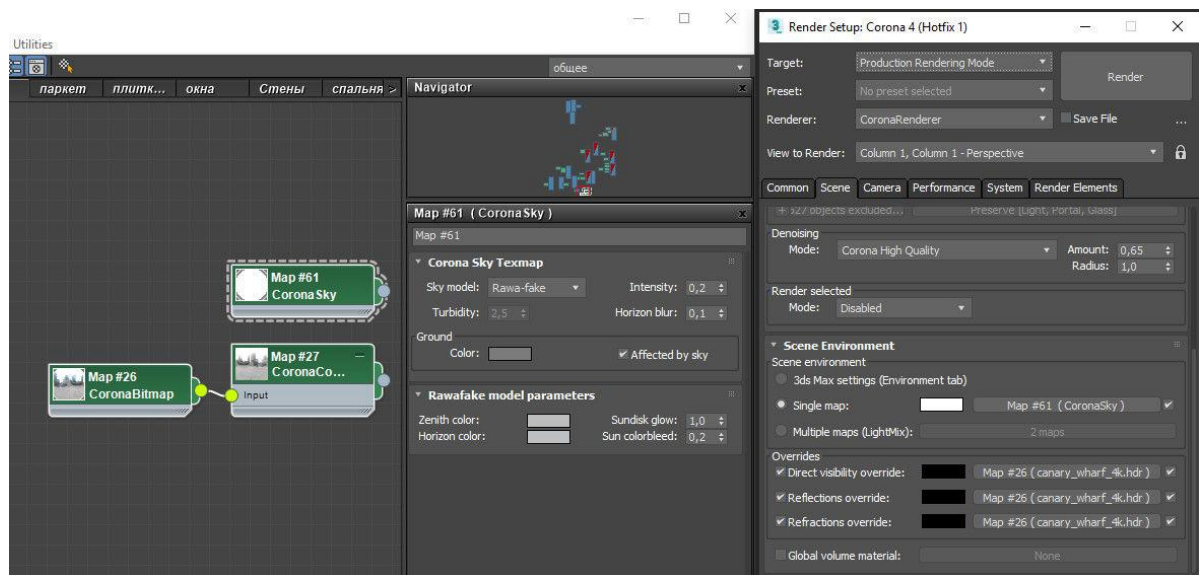 Utilities
общее
паркет плитк... окна Стены спальня >
Navigator
Map #61
CoronaSky
Map #27
CoronaCo...
Input
Map #26
CoronaBitmap
Map #61 ( CoronaSky )
Map #61
Corona Sky Texmap
Sky model: Rawa-fake Intensity: 0,2
Turbidity: 2,5 Horizon blur: 0,1
Ground
Color: Affected by sky
Rawafake model parameters
Zenith color: Sundisk glow: 1,0
Horizon color: Sun colorbleed: 0,2
3 Render Setup: Corona 4 (Hotfix 1)
Target: Production Rendering Mode
Render
Preset: No preset selected
Renderer: CoronaRenderer Save File ...
View to Render: Column 1, Column 1 - Perspective
Common Scene Camera Performance System Render Elements
527 objects excluded... Preserve [Light, Portal, Glass]
Denoising
Mode: Corona High Quality Amount: 0,65
Radius: 1,0
Render selected
Mode: Disabled
Scene Environment
Scene environment
3ds Max settings (Environment tab)
Single map: Map #61 ( CoronaSky )
Multiple maps (LightMix): 2 maps
Overrides
Direct visibility override: Map #26 ( canary_wharf_4k.hdr )
Reflections override: Map #26 ( canary_wharf_4k.hdr )
Refractions override: Map #26 ( canary_wharf_4k.hdr )
Global volume material: None